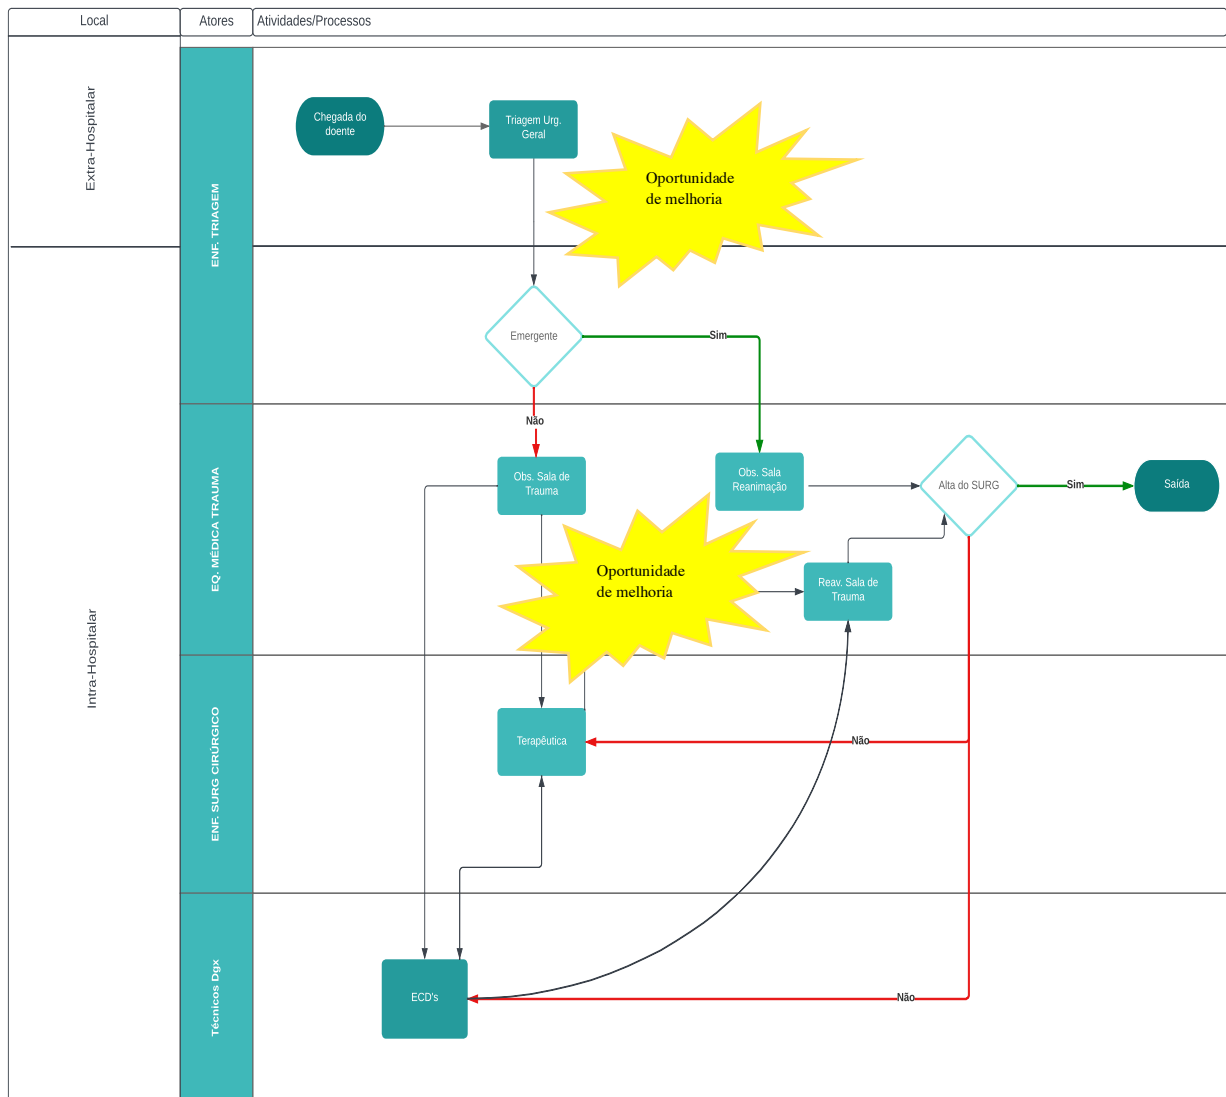 Local
Atores
Atividades/Processos
Extra-Hospitalar
ENF. TRIAGEM
Chegada do
doente
Triagem Urg.
Geral
Oportunidade
de melhoria
Emergente
Sim
Não
Intra-Hospitalar
EQ. MÉDICA TRAUMA
Obs. Sala de
Trauma
Obs. Sala
Reanimação
Alta do SURG
Sim
Saída
Oportunidade
de melhoria
Reav. Sala de
Trauma
ENF. SURG CIRÚRGICO
Terapêutica
Não
Técnicos Dgx
ECD's
Não